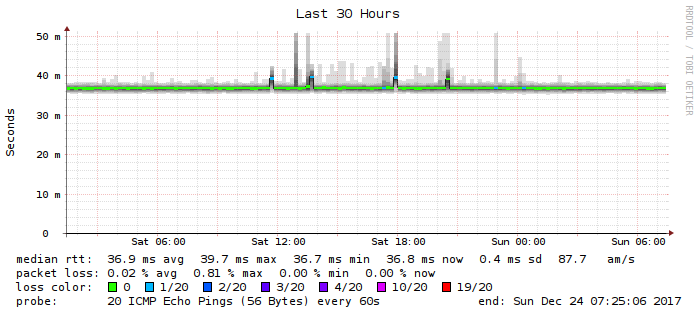 Last 30 Hours
RRDTOOL / TOBI OETIKER
Seconds
50 m
40 m
30 m
20 m
10 m
0
Sat 06:00 Sat 12:00 Sat 18:00 Sun 00:00 Sun 06:00
median rtt: 36.9 ms avg 39.7 ms max 36.7 ms min 36.8 ms now 0.4 ms sd 87.7 am/s
packet loss: 0.02 % avg 0.81 % max 0.00 % min 0.00 % now
loss color: 0 1/20 2/20 3/20 4/20 10/20 19/20
probe: 20 ICMP Echo Pings (56 Bytes) every 60s end: Sun Dec 24 07:25:06 2017